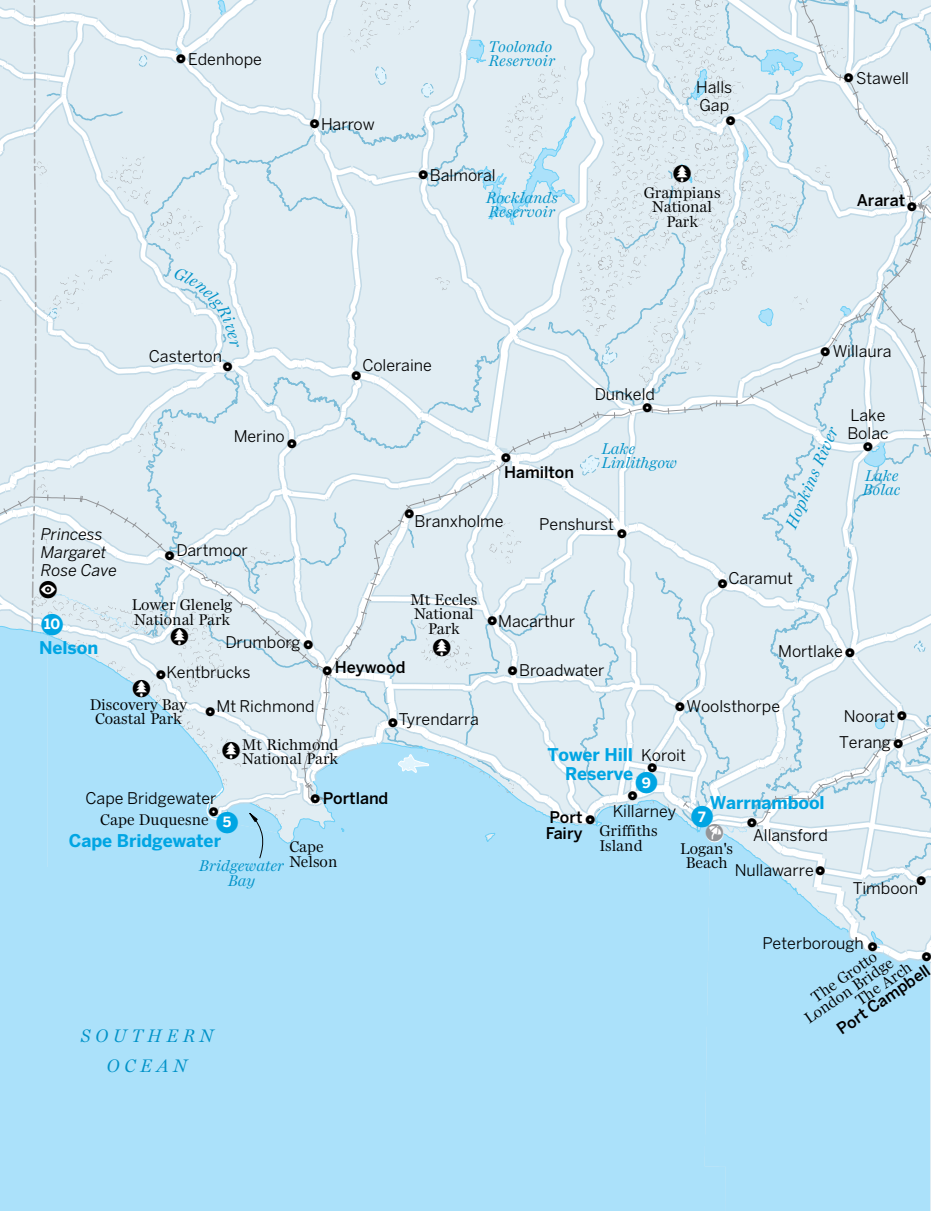 Edenhope
Toolondo
Reservoir
Stawell
Halls
Gap
Harrow
Balmoral
Rocklands
Reservoir
Grampians
National
Park
Ararat
Glenelg River
Casterton
Coleraine
Willaura
Dunkeld
Merino
Lake
Bolac
Lake
Linlithgow
Hamilton
Hopkins River
Lake
Bolac
Branxholme
Penshurst
Princess
Margaret
Rose Cave
Dartmoor
Caramut
Lower Glenelg
National Park
Mt Eccles
National
Park
10
Nelson
Macarthur
Drumborg
Heywood
Broadwater
Mortlake
Kentbrucks
Discovery Bay
Coastal Park
Mt Richmond
Tyrendarra
Woolsthorpe
Noorat
Terang
Mt Richmond
National Park
Tower Hill
Reserve
9
Koroit
Cape Bridgewater
Cape Duquesne
5
Cape Bridgewater
Portland
Killarney
7
Warrnambool
Port
Fairy
Griffiths
Island
Allansford
Logan's
Beach
Bridgewater
Bay
Cape
Nelson
Nullawarre
Timboon
Peterborough
The Grotto
London Bridge
The Arch
Port Campbell
SOUTHERN
OCEAN